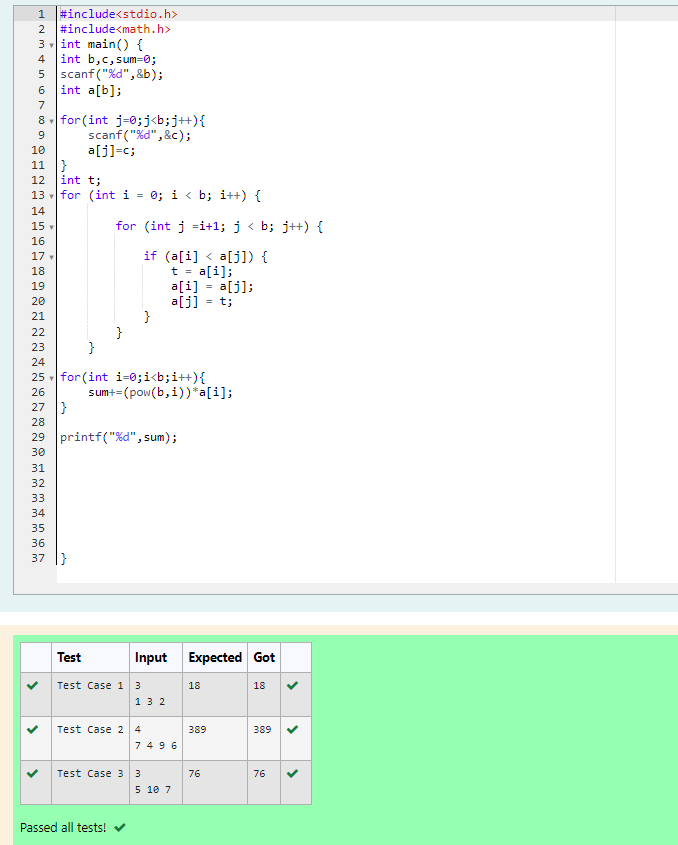 1 #include<stdio.h>
2 #include<math.h>
3 int main() {
4 int b,c,sum=0;
5 scanf("%d",&b);
6 int a[b];
7
8 for(int j=0;j<b;j++){
9     scanf("%d",&c);
10     a[j]=c;
11 }
12 int t;
13 for (int i = 0; i < b; i++) {
14
15         for (int j =i+1; j < b; j++) {
16
17             if (a[i] < a[j]) {
18                 t = a[i];
19                 a[i] = a[j];
20                 a[j] = t;
21             }
22         }
23     }
24
25 for(int i=0;i<b;i++){
26     sum+=(pow(b,i))*a[i];
27 }
28
29 printf("%d",sum);
30
31
32
33
34
35
36
37 }
Test Input Expected Got
Test Case 1 3 18 18
1 3 2
Test Case 2 4 389 389
7 4 9 6
Test Case 3 3 76 76
5 10 7
Passed all tests!